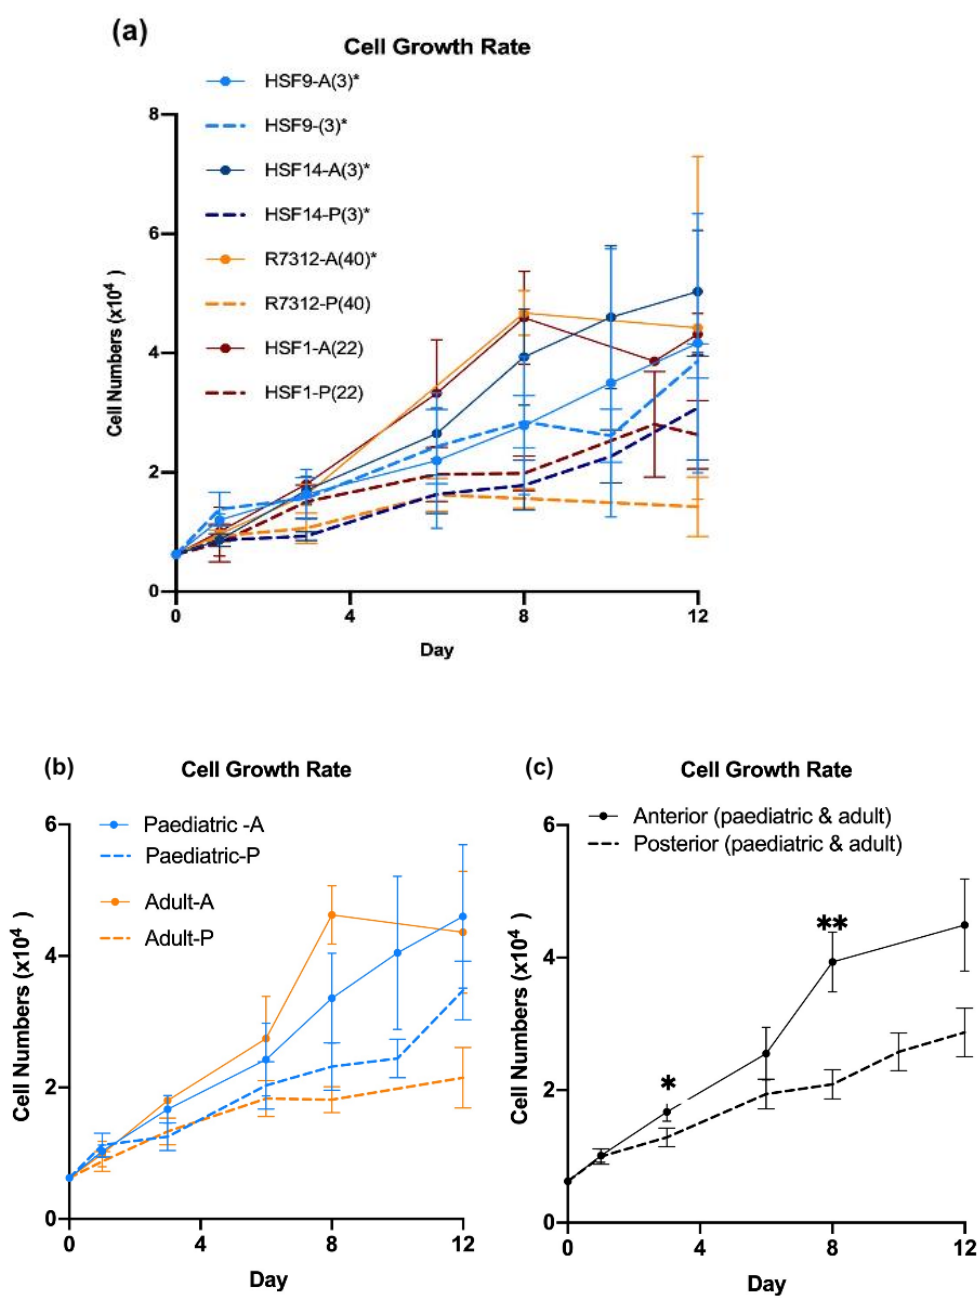 (a)
Cell Growth Rate
HSF9-A(3)*
HSF9-(3)*
HSF14-A(3)*
HSF14-P(3)*
R7312-A(40)*
R7312-P(40)
HSF1-A(22)
HSF1-P(22)
8
6
4
2
0
Cell Numbers (x10⁴ )
0 4 8 12
Day
(b)
Cell Growth Rate
Paediatric -A
Paediatric-P
Adult-A
Adult-P
6
4
2
0
Cell Numbers (x10⁴ )
0 4 8 12
Day
(c)
Cell Growth Rate
Anterior (paediatric & adult)
Posterior (paediatric & adult)
6
4
2
0
Cell Numbers (x10⁴ )
**
*
0 4 8 12
Day